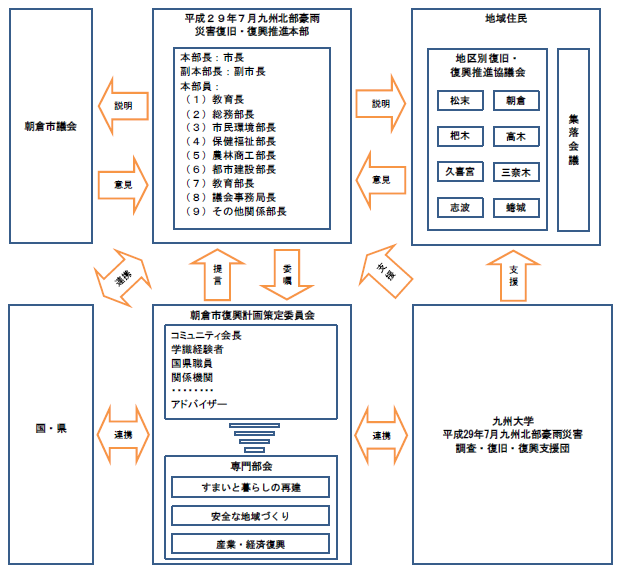 朝倉市議会
説明
意見
平成２９年７月九州北部豪雨
災害復旧・復興推進本部
本部長：市長
副本部長：副市長
本部員：
（１）教育長
（２）総務部長
（３）市民環境部長
（４）保健福祉部長
（５）農林商工部長
（６）都市建設部長
（７）教育部長
（８）議会事務局長
（９）その他関係部長
説明
意見
地域住民
地区別復旧・
復興推進協議会
松末
朝倉
杷木
高木
久喜宮
三奈木
志波
蜷城
集落会議
連携
提言
委嘱
支援
支援
国・県
連携
朝倉市復興計画策定委員会
コミュニティ会長
学識経験者
国県職員
関係機関
・・・・・・・・
アドバイザー
専門部会
すまいと暮らしの再建
安全な地域づくり
産業・経済復興
連携
九州大学
平成29年7月九州北部豪雨災害
調査・復旧・復興支援団